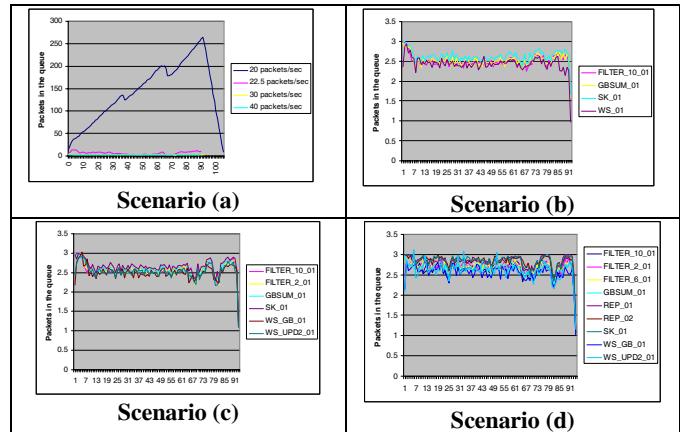 Packets in the queue
300
250
200
150
100
50
0
0
10
20
30
40
50
60
70
80
90
100
20 packets/sec
22.5 packets/sec
30 packets/sec
40 packets/sec
Scenario (a)
Packets in the queue
3.5
3
2.5
2
1.5
1
0.5
0
1 7 13 19 25 31 37 43 49 55 61 67 73 79 85 91
FILTER_10_01
GBSUM_01
SK_01
WS_01
Scenario (b)
Packets in the queue
3.5
3
2.5
2
1.5
1
0.5
0
1 7 13 19 25 31 37 43 49 55 61 67 73 79 85 91
FILTER_10_01
FILTER_2_01
GBSUM_01
SK_01
WS_GB_01
WS_UPD2_01
Scenario (c)
Packets in the queue
3.5
3
2.5
2
1.5
1
0.5
0
1 7 13 19 25 31 37 43 49 55 61 67 73 79 85 91
FILTER_10_01
FILTER_2_01
FILTER_6_01
GBSUM_01
REP_01
REP_02
SK_01
WS_GB_01
WS_UPD2_01
Scenario (d)